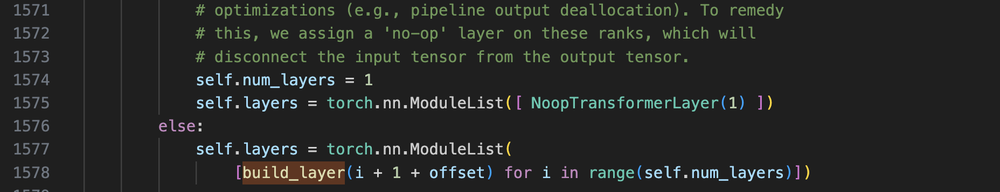 1571 # optimizations (e.g., pipeline output deallocation). To remedy
1572 # this, we assign a 'no-op' layer on these ranks, which will
1573 # disconnect the input tensor from the output tensor.
1574 self.num_layers = 1
1575 self.layers = torch.nn.ModuleList([ NoopTransformerLayer(1) ])
1576 else:
1577 self.layers = torch.nn.ModuleList(
1578 [build_layer(i + 1 + offset) for i in range(self.num_layers)])